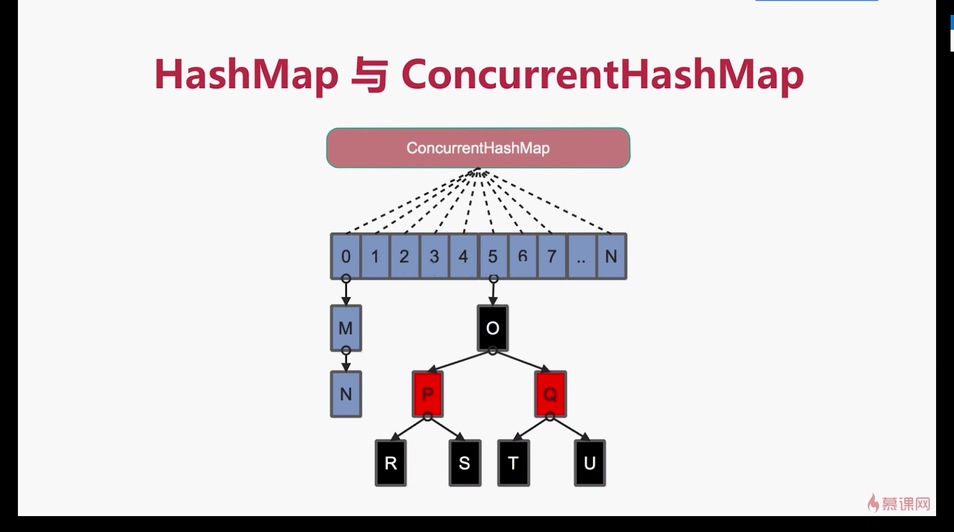 HashMap 与 ConcurrentHashMap
ConcurrentHashMap
0 1 2 3 4 5 6 7 .. N
M O
N P Q
R S T U
慕课网